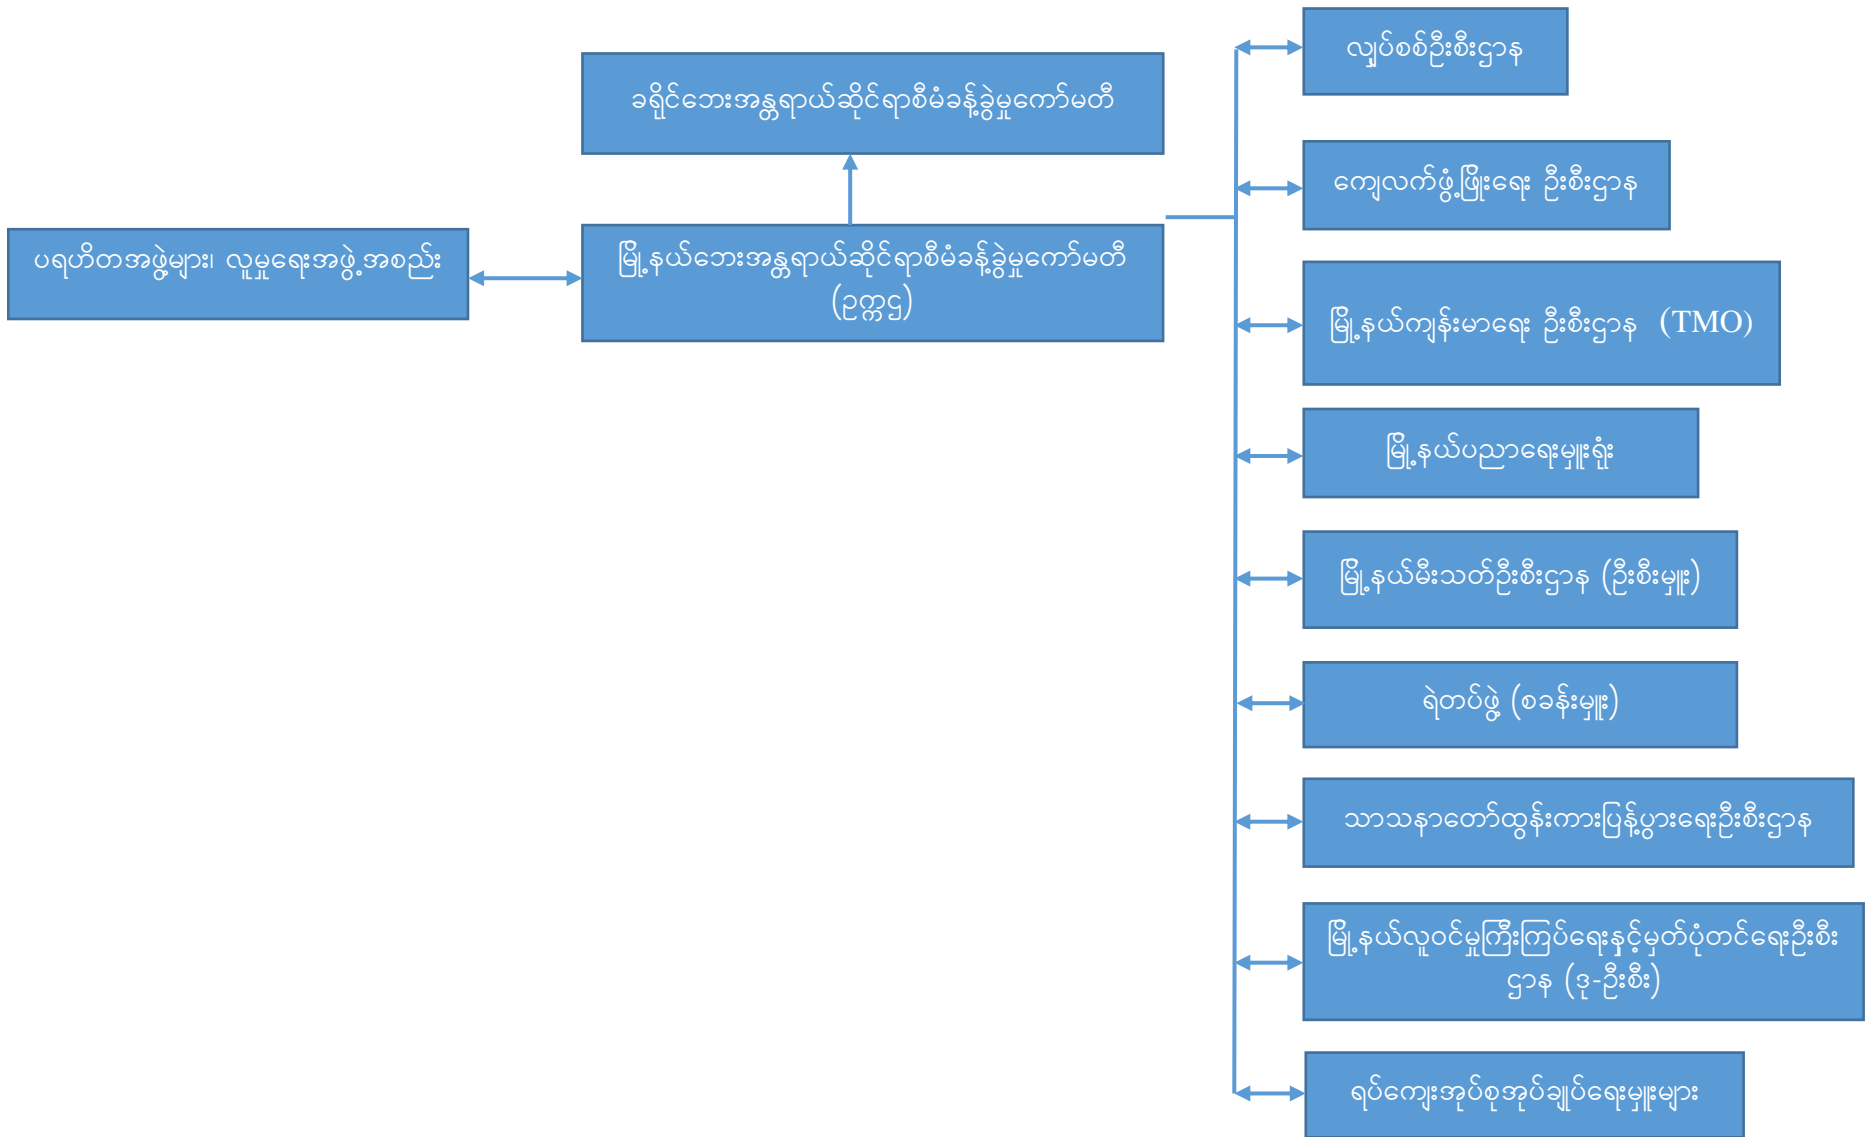 ခရိုင်ဘေးအန္တရာယ်ဆိုင်ရာစီမံခန့်ခွဲမှုကော်မတီ
ပရဟိတအဖွဲ့များ၊ လူမှုရေးအဖွဲ့အစည်း
မြို့နယ်ဘေးအန္တရာယ်ဆိုင်ရာစီမံခန့်ခွဲမှုကော်မတီ
(ဥက္ကဌ)
လျှပ်စစ်ဦးစီးဌာန
ကျေးလက်ဖွံ့ဖြိုးရေး ဦးစီးဌာန
မြို့နယ်ကျန်းမာရေး ဦးစီးဌာန (TMO)
မြို့နယ်ပညာရေးမှူးရုံး
မြို့နယ်မီးသတ်ဦးစီးဌာန (ဦးစီးမှူး)
ရဲတပ်ဖွဲ့ (စခန်းမှူး)
သာသနာတော်ထွန်းကားပြန့်ပွားရေးဦးစီးဌာန
မြို့နယ်လူဝင်မှုကြီးကြပ်ရေးနှင့်မှတ်ပုံတင်ရေးဦးစီး
ဌာန (ဒု-ဦးစီး)
ရပ်ကျေးအုပ်စုအုပ်ချုပ်ရေးမှူးများ